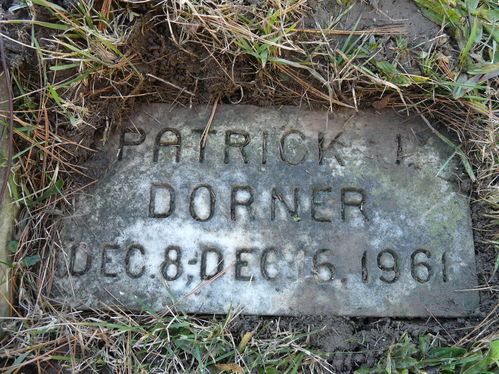 PATRICK I.
DORNER
DEC. 8-DEC. 16, 1961